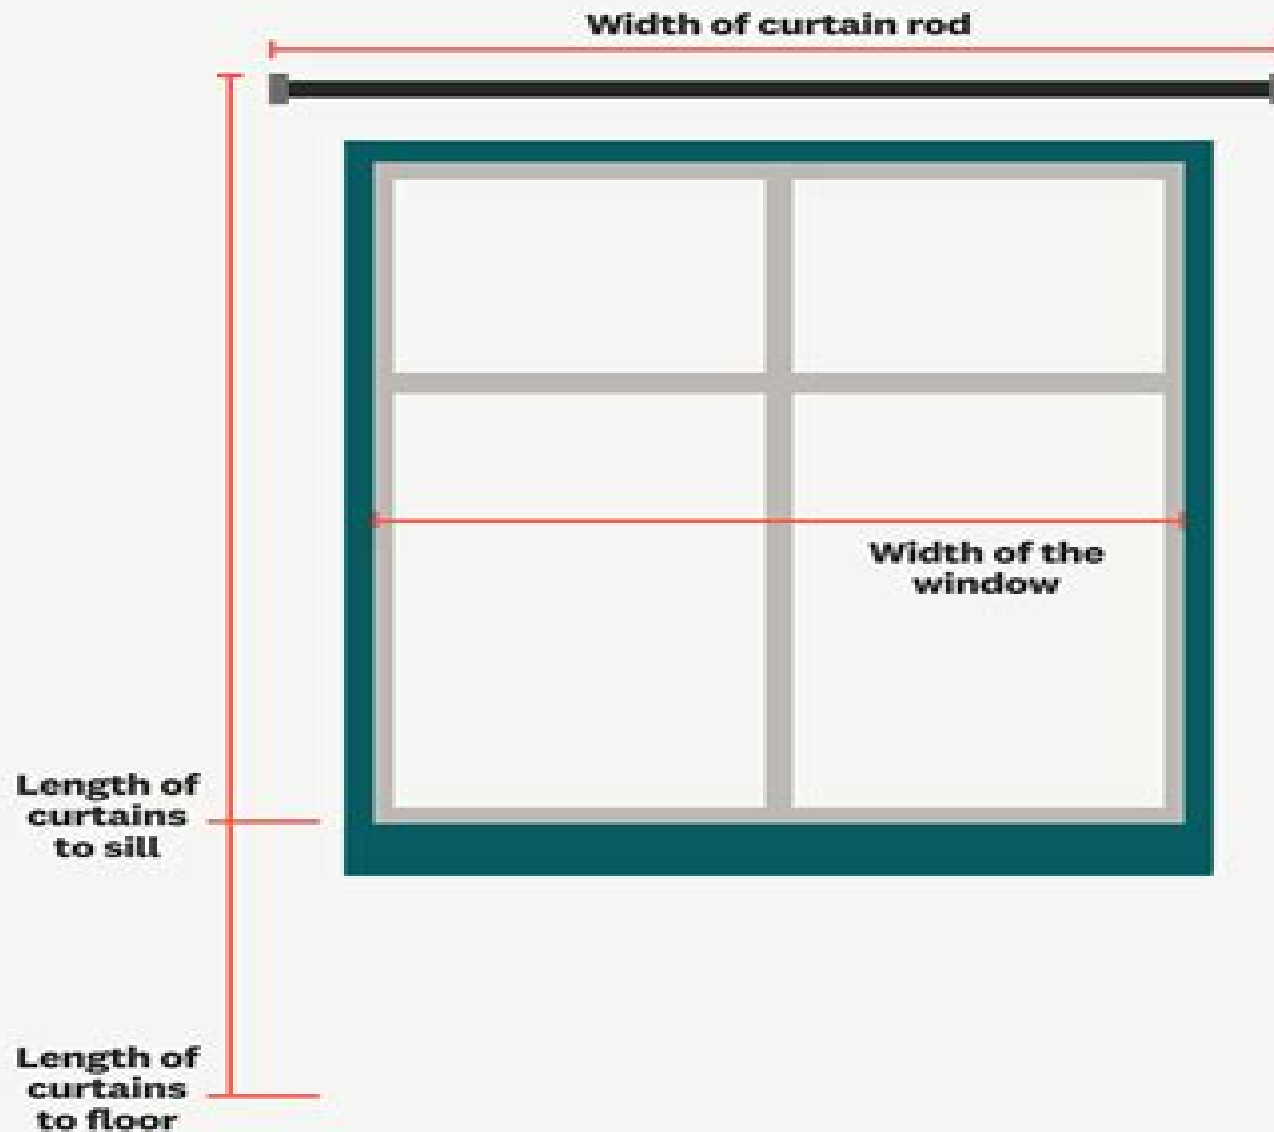 Width of curtain rod
Width of the
window
Length of
curtains
to sill
Length of
curtains
to floor